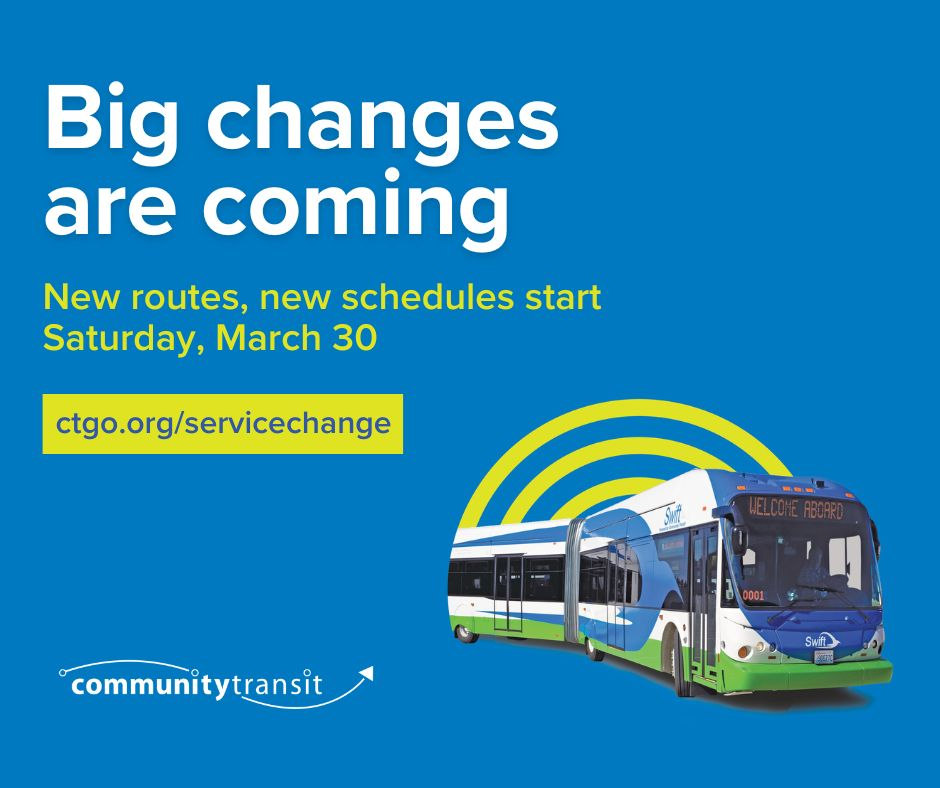 Big changes
are coming
New routes, new schedules start
Saturday, March 30
ctgo.org/servicechange
WELCOME ABOARD
Swift
0001
Swift
communitytransit